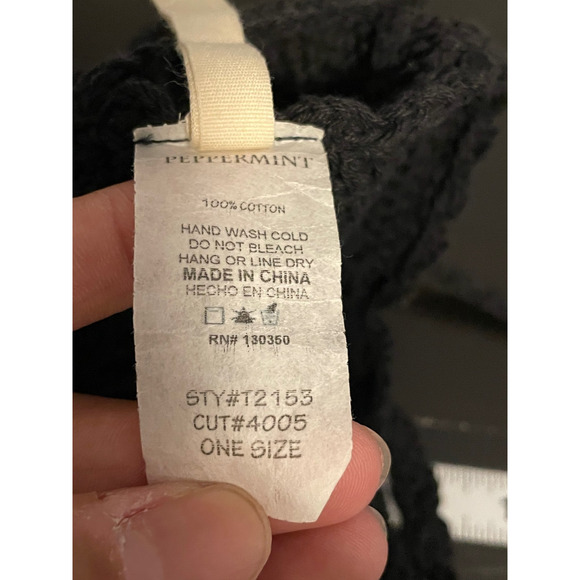 PEPPERMINT
100% COTTON
HAND WASH COLD
DO NOT BLEACH
HANG OR LINE DRY
MADE IN CHINA
HECHO EN CHINA
RN# 130350
STY#T2153
CUT#4005
ONE SIZE